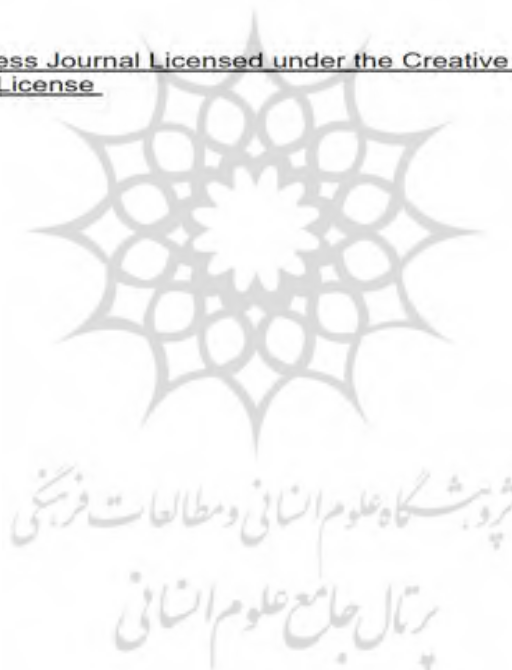 ess Journal Licensed under the Creative
License
پژوهشگاه علوم انسانی و مطالعات فرهنگی
پرتال جامع علوم انسانی